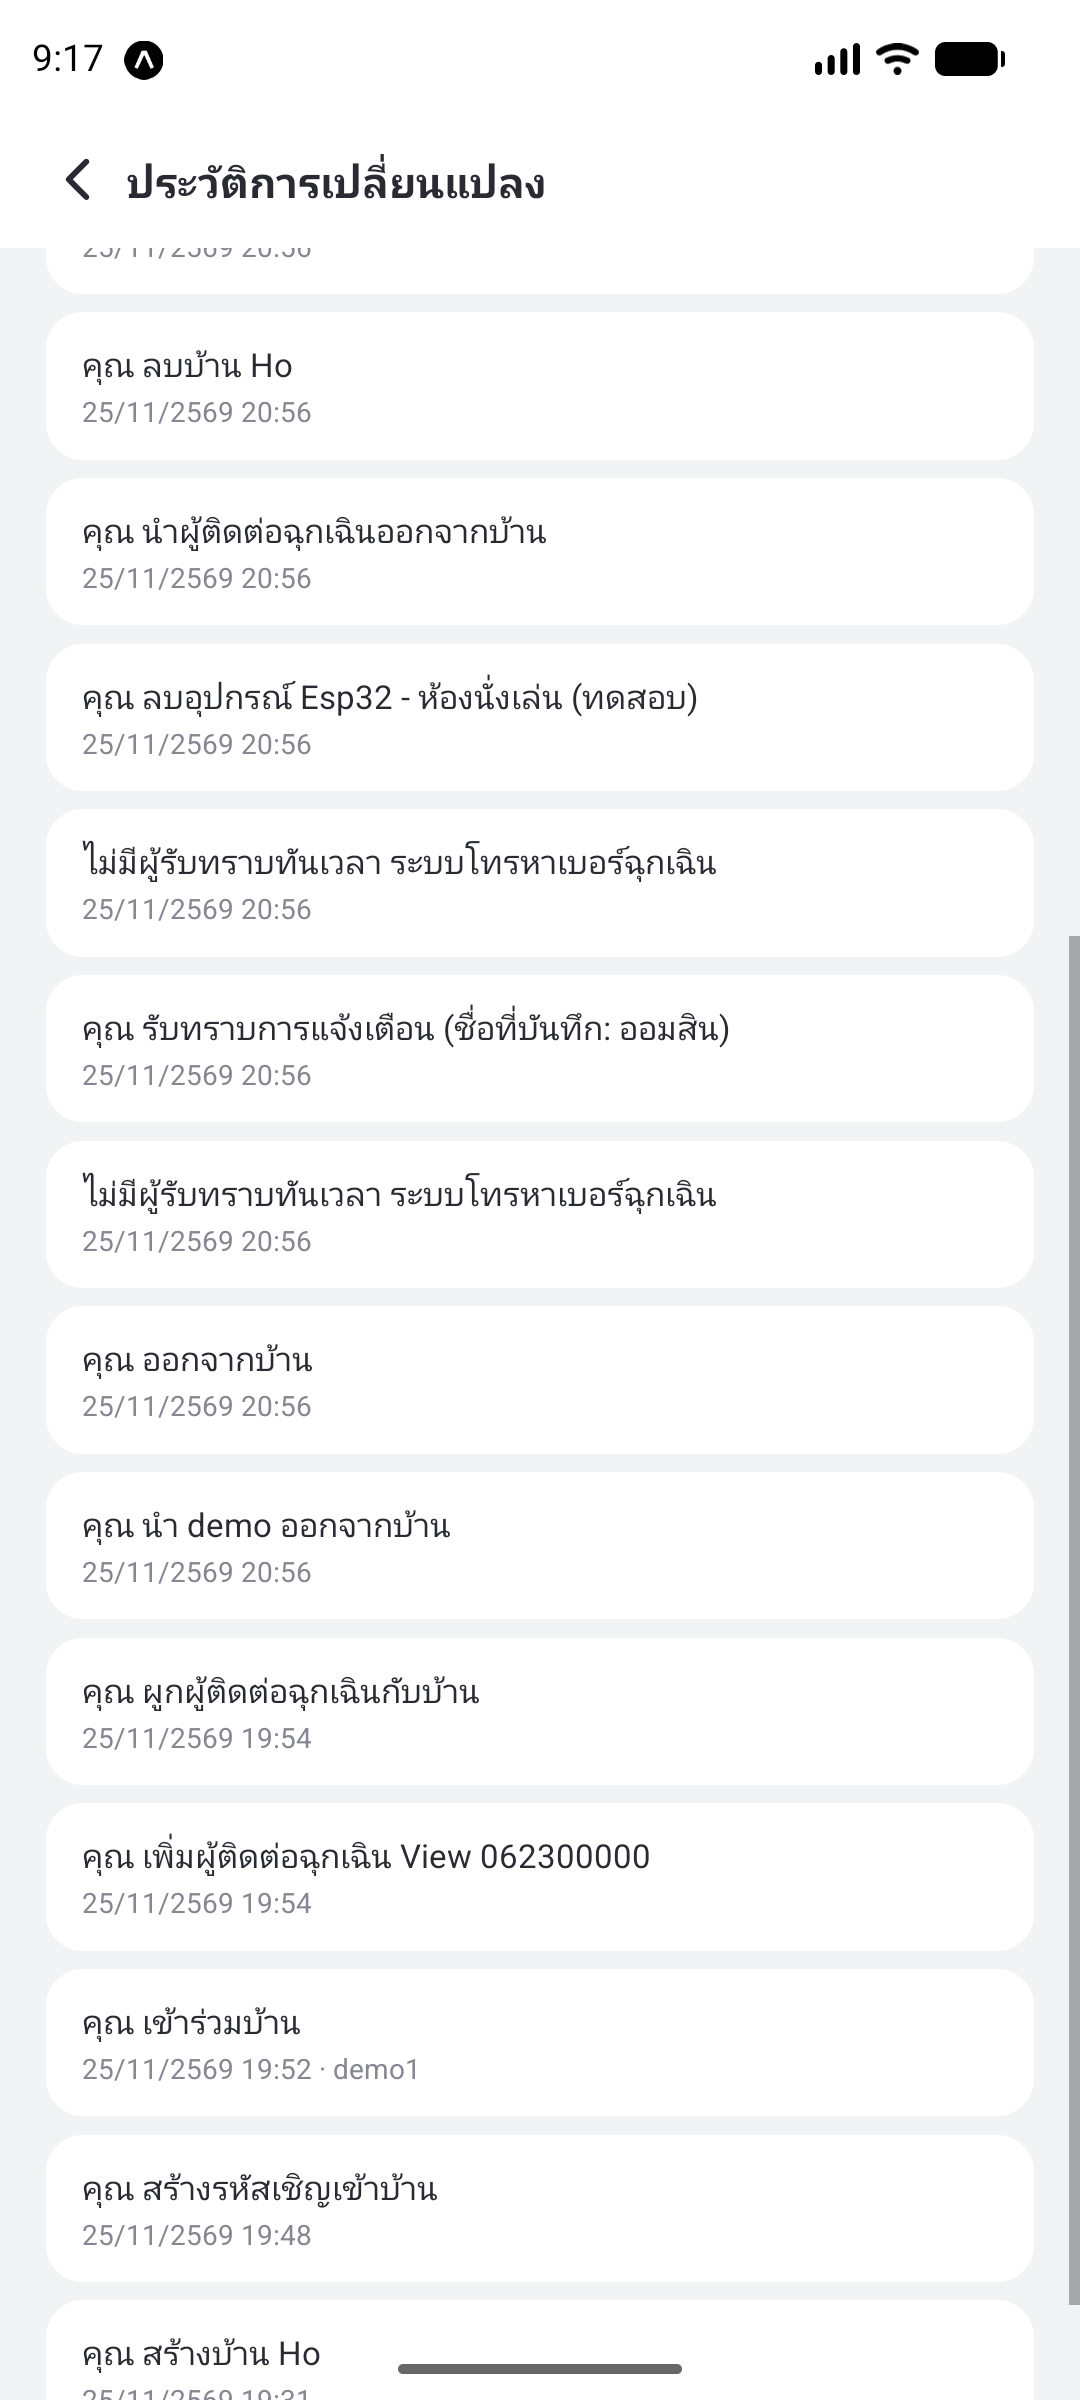 9:17
ประวัติการเปลี่ยนแปลง
25/11/2569 20:56
คุณ ลบบ้าน Ho
25/11/2569 20:56
คุณ นำผู้ติดต่อฉุกเฉินออกจากบ้าน
25/11/2569 20:56
คุณ ลบอุปกรณ์ Esp32 - ห้องนั่งเล่น (ทดสอบ)
25/11/2569 20:56
ไม่มีผู้รับทราบทันเวลา ระบบโทรหาเบอร์ฉุกเฉิน
25/11/2569 20:56
คุณ รับทราบการแจ้งเตือน (ชื่อที่บันทึก: ออมสิน)
25/11/2569 20:56
ไม่มีผู้รับทราบทันเวลา ระบบโทรหาเบอร์ฉุกเฉิน
25/11/2569 20:56
คุณ ออกจากบ้าน
25/11/2569 20:56
คุณ นำ demo ออกจากบ้าน
25/11/2569 20:56
คุณ ผูกผู้ติดต่อฉุกเฉินกับบ้าน
25/11/2569 19:54
คุณ เพิ่มผู้ติดต่อฉุกเฉิน View 062300000
25/11/2569 19:54
คุณ เข้าร่วมบ้าน
25/11/2569 19:52 · demo1
คุณ สร้างรหัสเชิญเข้าบ้าน
25/11/2569 19:48
คุณ สร้างบ้าน Ho
25/11/2569 19:31